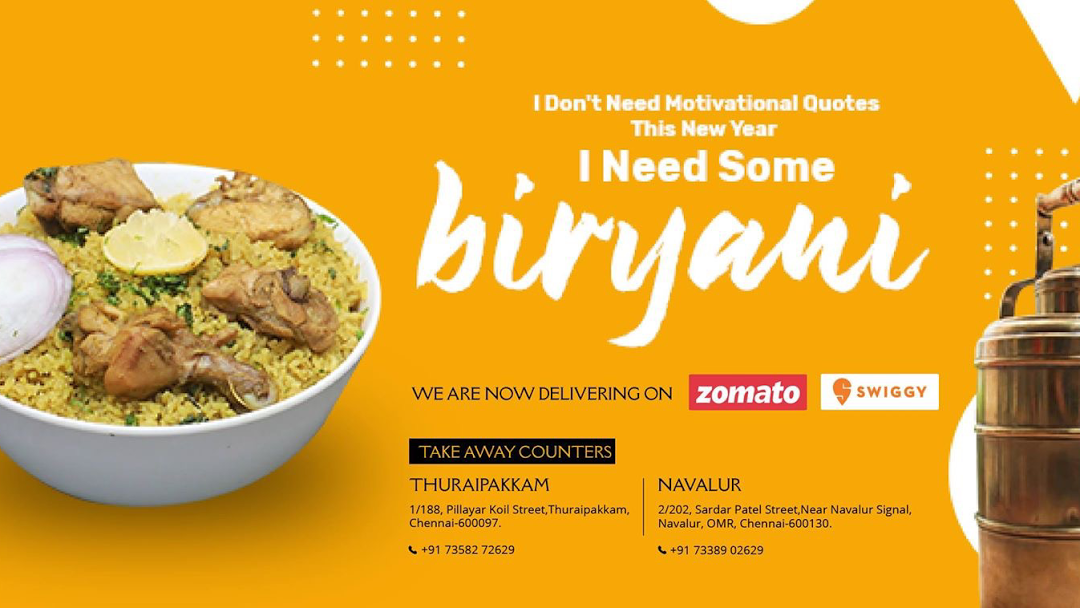 I Don't Need Motivational Quotes
This New Year
I Need Some
biryani
WE ARE NOW DELIVERING ON zomato SWIGGY
TAKE AWAY COUNTERS
THURAIPAKKAM
1/188, Pillayar Koil Street,Thuraipakkam,
Chennai-600097.
+91 73582 72629
NAVALUR
2/202, Sardar Patel Street,Near Navalur Signal,
Navalur, OMR, Chennai-600130.
+91 73389 02629